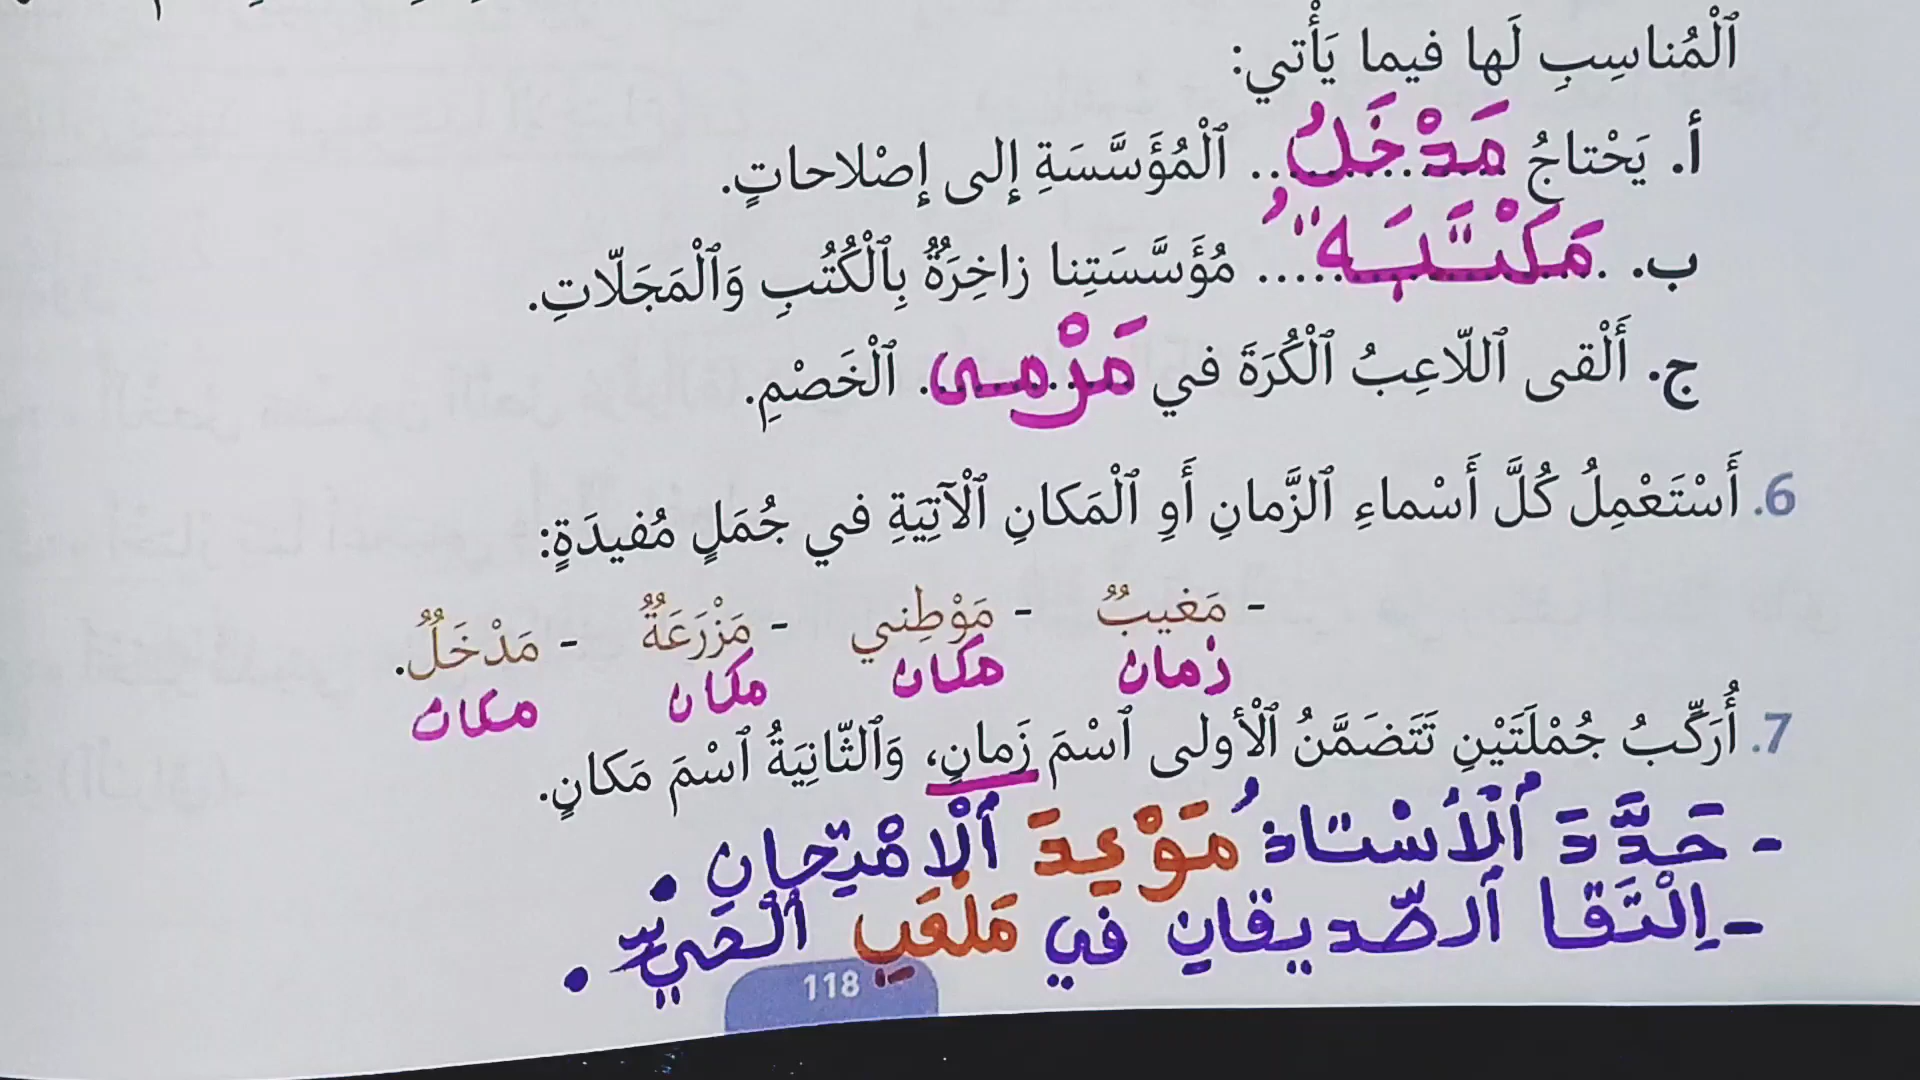 ٱلْمُناسِبِ لَها فيما يَأْتي:
أ. يَحْتاجُ مَدْخَلُ ٱلْمُؤَسَّسَةِ إِلى إِصْلاحاتٍ.
ب. مَكْتَبَةُ مُؤَسَّسَتِنا زاخِرَةٌ بِٱلْكُتُبِ وَٱلْمَجَلّاتِ.
ج. أَلْقى ٱللّاعِبُ ٱلْكُرَةَ في مَرْمى ٱلْخَصْمِ.
6. أَسْتَعْمِلُ كُلَّ أَسْماءِ ٱلزَّمانِ أَوِ ٱلْمَكانِ ٱلْآتِيَةِ في جُمَلٍ مُفيدَةٍ:
- مَغيبٌ - مَوْطِني - مَزْرَعَةٌ - مَدْخَلٌ.
زمان مكان مكان مكان
7. أُرَكِّبُ جُمْلَتَيْنِ تَتَضَمَّنُ ٱلْأولى ٱسْمَ زَمانٍ، وَٱلثّانِيَةُ ٱسْمَ مَكانٍ.
- حَدَّدَ ٱلْأُسْتاذُ مَوْعِدَ ٱلْامْتِحانِ.
- اِلْتَقا ٱلصّديقانِ في مَلْعَبِ ٱلْحَيِّ.
118